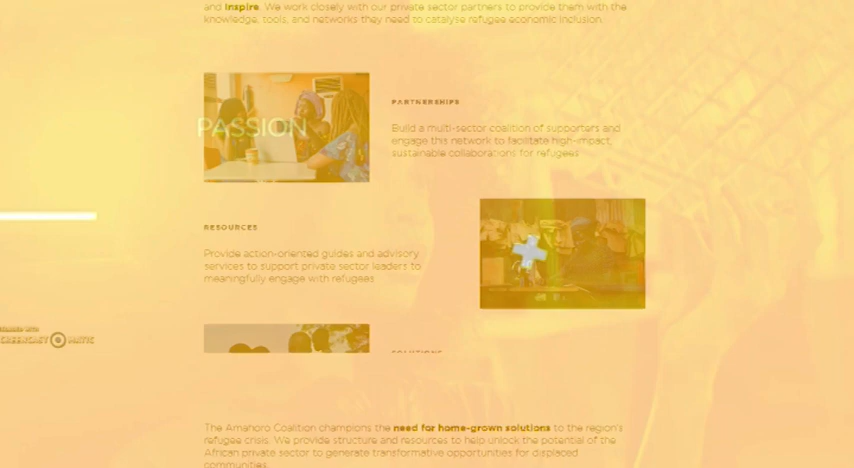 and inspire. We work closely with our private sector partners to provide them with the
knowledge, tools, and networks they need to catalyse refugee economic inclusion.
PASSION
PARTNERSHIPS
Build a multi-sector coalition of supporters and
engage this network to facilitate high-impact,
sustainable collaborations for refugees
RESOURCES
Provide action-oriented guides and advisory
services to support private sector leaders to
meaningfully engage with refugees
SCREENCAST MATIC
SOLUTIONS
The Amahoro Coalition champions the need for home-grown solutions to the region's
refugee crisis. We provide structure and resources to help unlock the potential of the
African private sector to generate transformative opportunities for displaced
communities.